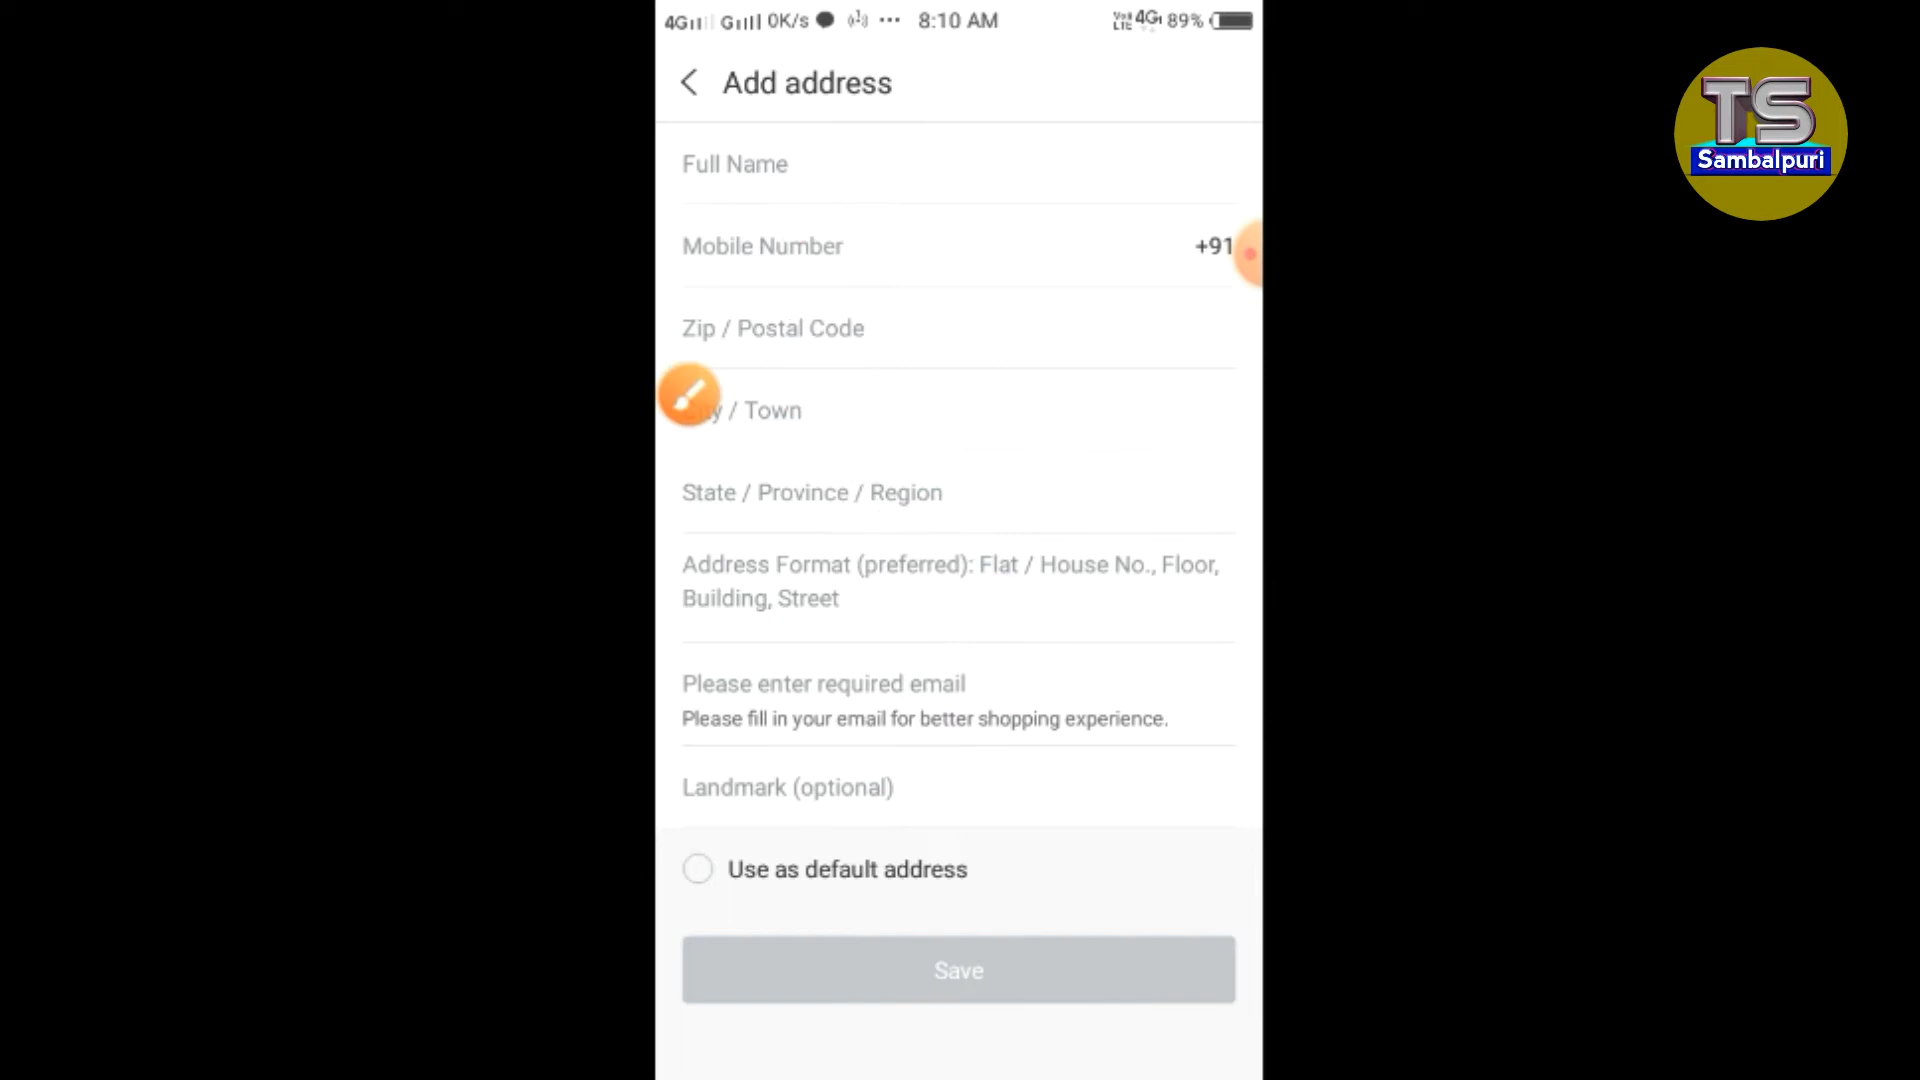 4G G 0K/s ... 8:10 AM VoLTE 4G 89%
Add address
Full Name
Mobile Number +91
Zip / Postal Code
/ Town
State / Province / Region
Address Format (preferred): Flat / House No., Floor,
Building, Street
Please enter required email
Please fill in your email for better shopping experience.
Landmark (optional)
Use as default address
Save
TS
Sambalpuri